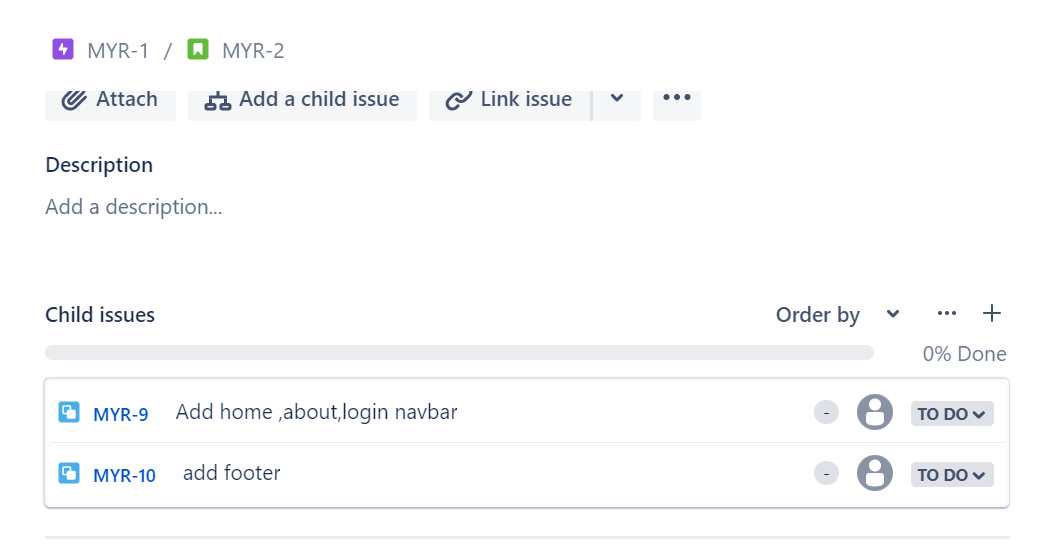 MYR-1 / MYR-2
Attach Add a child issue Link issue
Description
Add a description...
Child issues Order by
0% Done
MYR-9 Add home ,about,login navbar - TO DO
MYR-10 add footer - TO DO